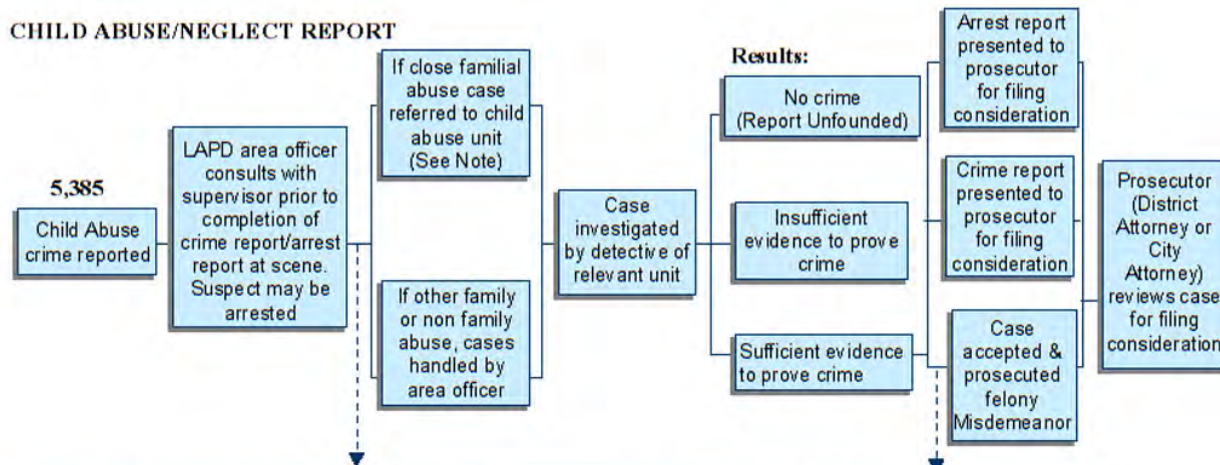 CHILD ABUSE/NEGLECT REPORT
5,385
Child Abuse
crime reported
LAPD area officer
consults with
supervisor prior to
completion of
crime report/arrest
report at scene.
Suspect may be
arrested
If close familial
abuse case
referred to child
abuse unit
(See Note)
If other family
or non family
abuse, cases
handled by
area officer
Case
investigated
by detective of
relevant unit
Results:
No crime
(Report Unfounded)
Insufficient
evidence to prove
crime
Sufficient evidence
to prove crime
Arrest report
presented to
prosecutor
for filing
consideration
Crime report
presented to
prosecutor
for filing
consideration
Case
accepted &
prosecuted
felony
Misdemeanor
Prosecutor
(District
Attorney or
City
Attorney)
reviews case
for filing
consideration